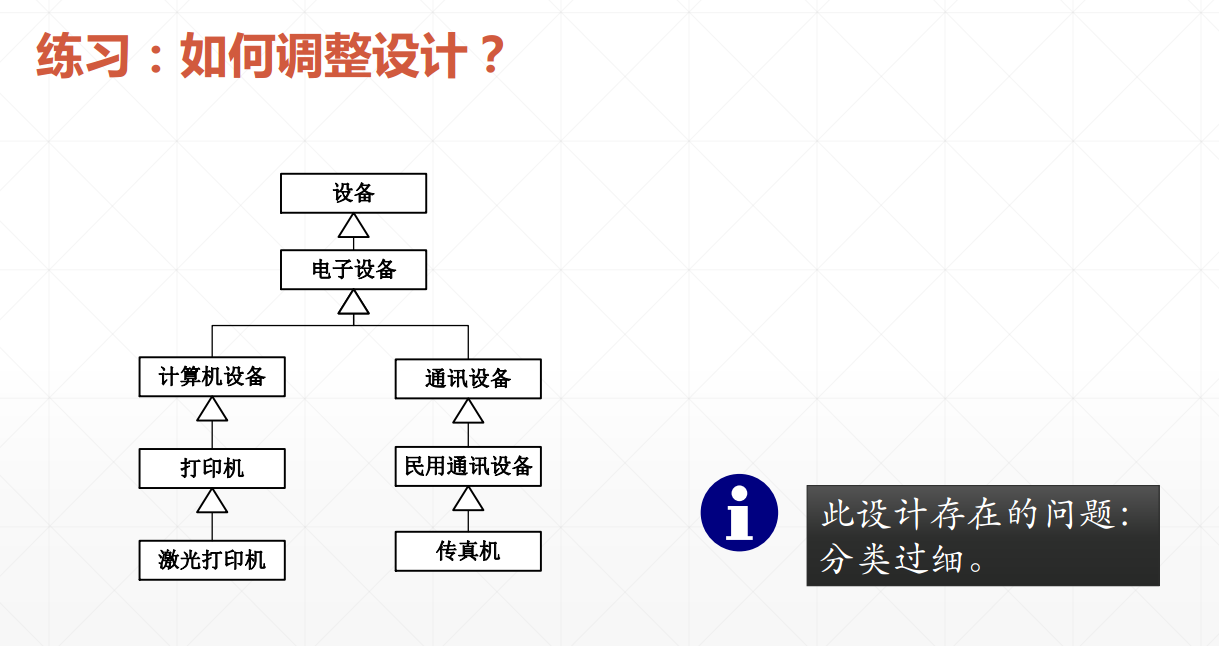 练习：如何调整设计？
设备
电子设备
计算机设备
通讯设备
打印机
民用通讯设备
激光打印机
传真机
此设计存在的问题：
分类过细。